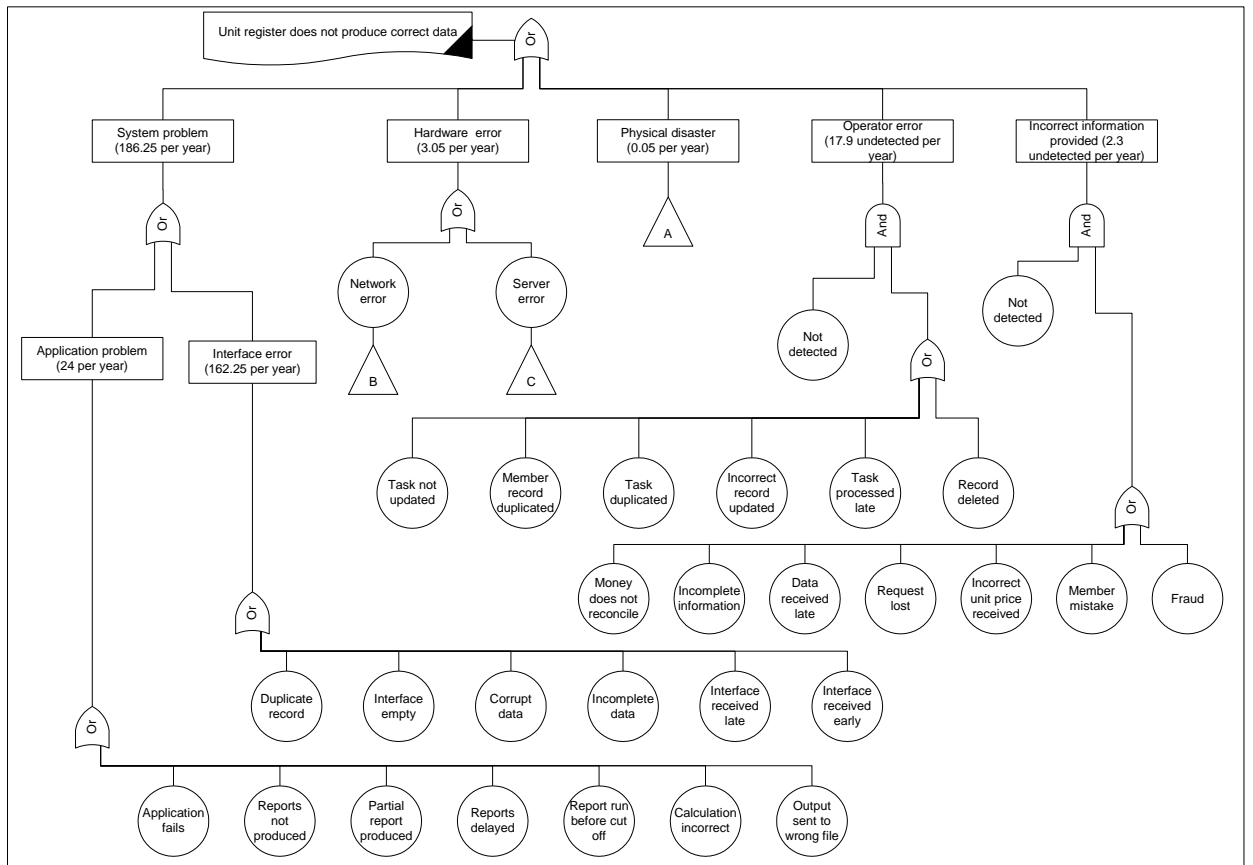 Unit register does not produce correct data
Or
System problem
(186.25 per year)
Hardware error
(3.05 per year)
Physical disaster
(0.05 per year)
Operator error
(17.9 undetected per
year)
Incorrect information
provided (2.3
undetected per year)
Or
Or
A
And
And
Network
error
Server
error
Not
detected
Not
detected
Application problem
(24 per year)
Interface error
(162.25 per year)
B
C
Or
Task not
updated
Member
record
duplicated
Task
duplicated
Incorrect
record
updated
Task
processed
late
Record
deleted
Or
Money
does not
reconcile
Incomplete
information
Data
received
late
Request
lost
Incorrect
unit price
received
Member
mistake
Fraud
Or
Duplicate
record
Interface
empty
Corrupt
data
Incomplete
data
Interface
received
late
Interface
received
early
Or
Application
fails
Reports
not
produced
Partial
report
produced
Reports
delayed
Report run
before cut
off
Calculation
incorrect
Output
sent to
wrong file